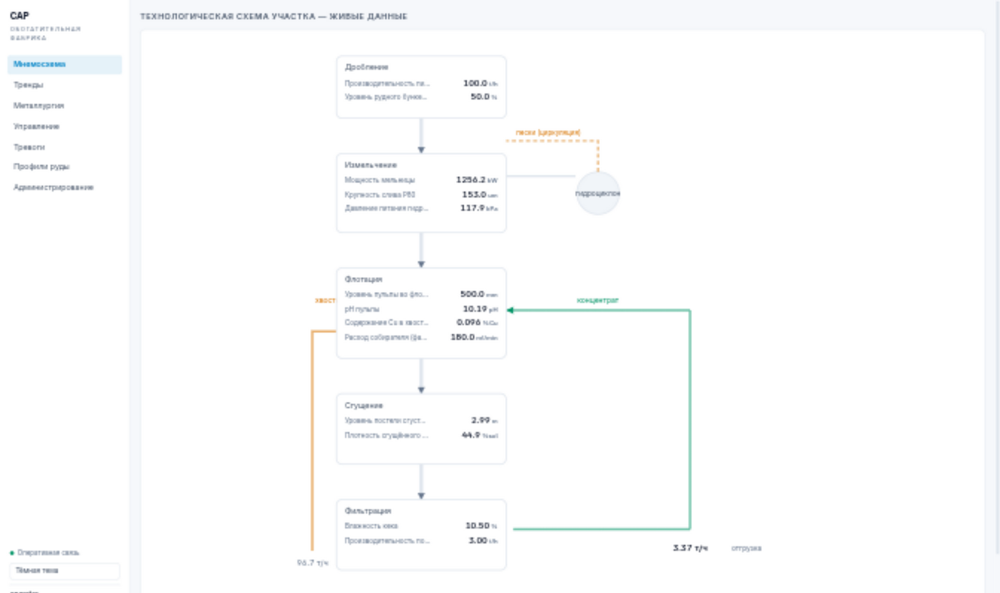 САР
ОБОГАТИТЕЛЬНАЯ
ФАБРИКА
Мнемосхема
Тренды
Металлургия
Управление
Тревоги
Профили руды
Администрирование
Оперативная связь
Тёмная тема
ТЕХНОЛОГИЧЕСКАЯ СХЕМА УЧАСТКА — ЖИВЫЕ ДАННЫЕ
Дробление
Производительность пи... 100.0 t/h
Уровень рудного бунке... 50.0 %
пески (циркуляция)
Измельчение
Мощность мельницы 1256.2 kW
Крупность слива P80 153.0 мкм
Давление питания гидр... 117.9 kPa
гидроциклон
Флотация
Уровень пульпы во фло... 500.0 mm
pH пульпы 10.19 pH
Содержание Cu в хвост... 0.096 %Cu
Расход собирателя (фа... 180.0 ml/min
хвост
концентрат
Сгущение
Уровень постели сгуст... 2.99 m
Плотность сгущённого ... 44.9 %sol
Фильтрация
Влажность кека 10.50 %
Производительность по... 3.00 t/h
96.7 т/ч
3.37 т/ч отгрузка